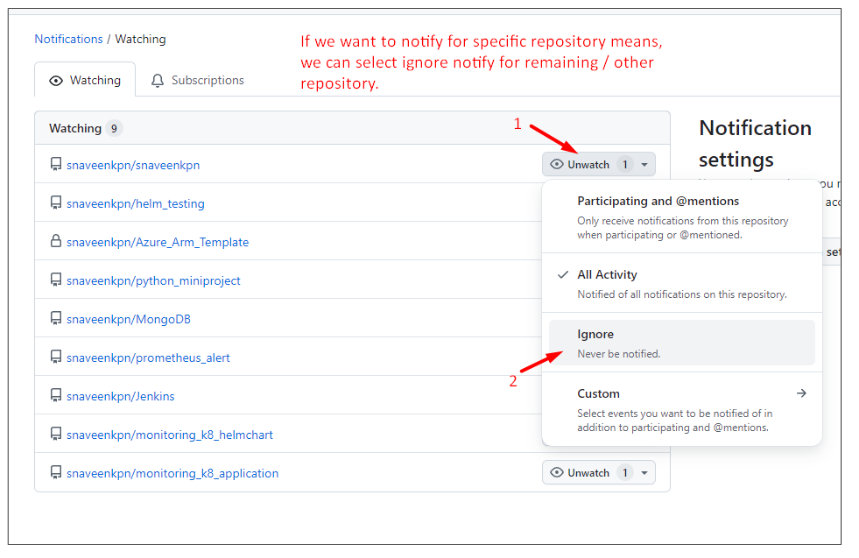 Notifications / Watching
If we want to notify for specific repository means,
we can select ignore notify for remaining / other
repository.
Watching
Subscriptions
Watching 9
1
Notification
settings
snaveenkpn/snaveenkpn
Unwatch 1
snaveenkpn/helm_testing
snaveenkpn/Azure_Arm_Template
snaveenkpn/python_miniproject
snaveenkpn/MongoDB
snaveenkpn/prometheus_alert
snaveenkpn/Jenkins
snaveenkpn/monitoring_k8_helmchart
snaveenkpn/monitoring_k8_application
Unwatch 1
Participating and @mentions
Only receive notifications from this repository
when participating or @mentioned.
All Activity
Notified of all notifications on this repository.
Ignore
Never be notified.
2
Custom
Select events you want to be notified of in
addition to participating and @mentions.